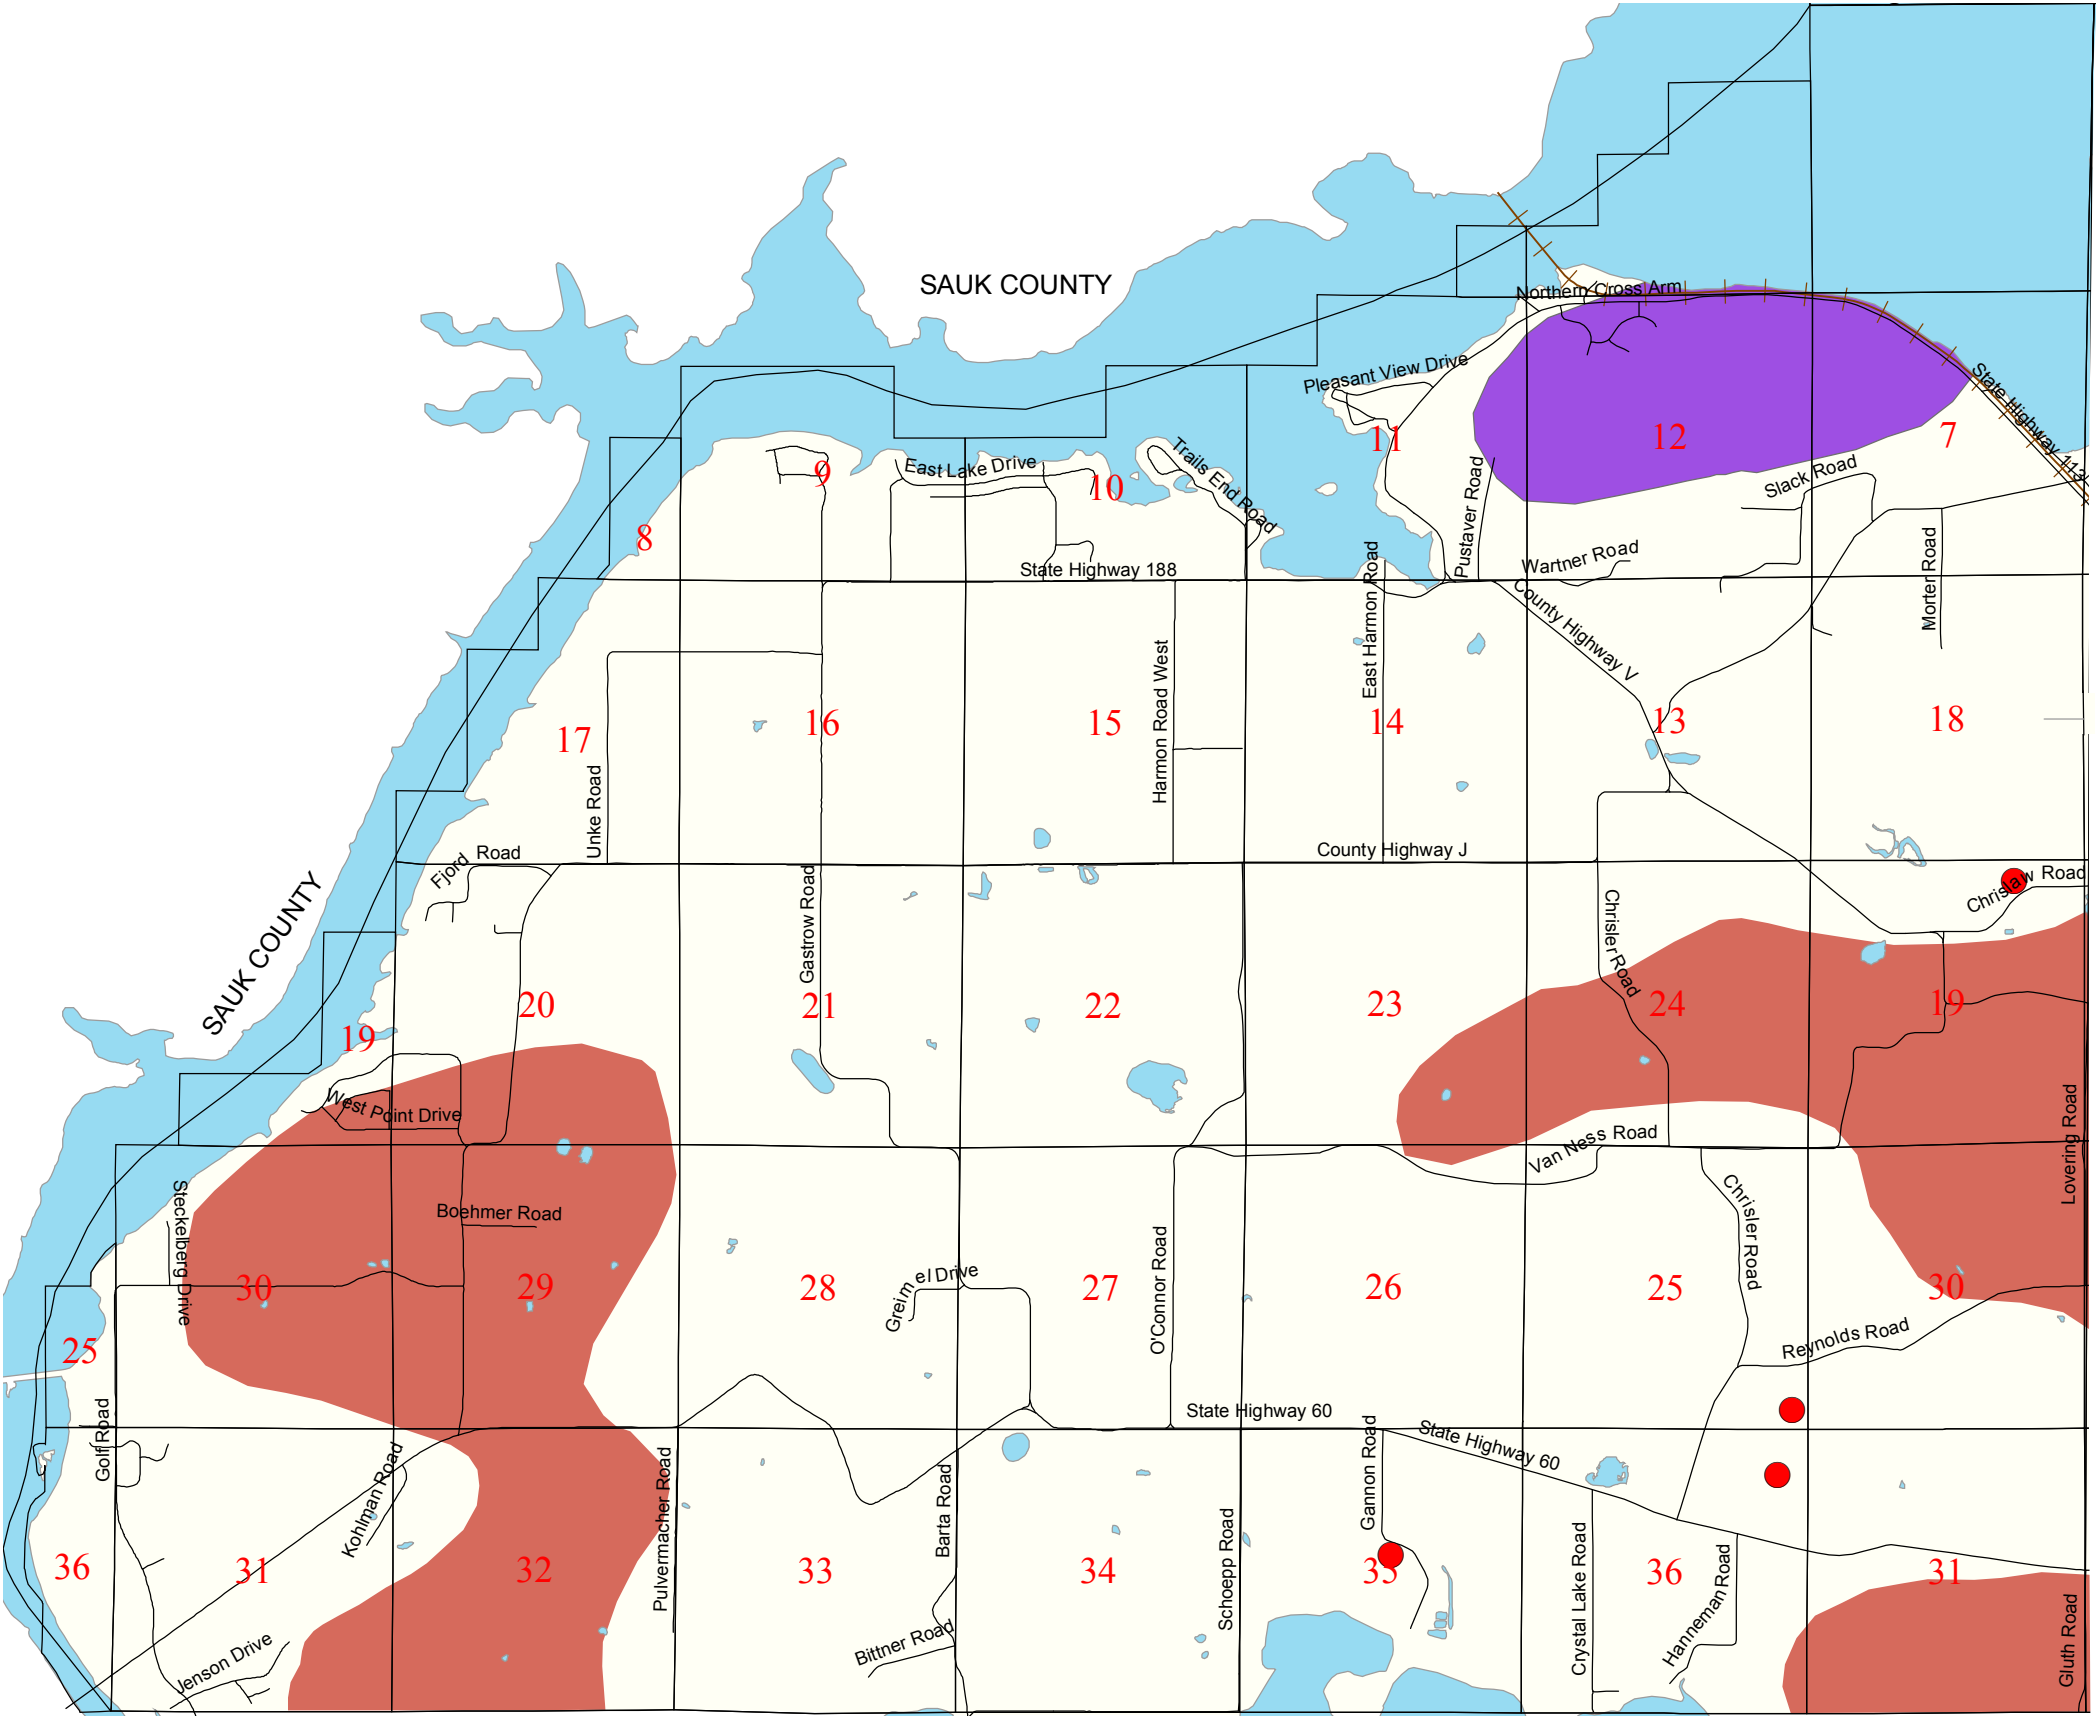 SAUK COUNTY
Northern Cross Arm
Pleasant View Drive
State Highway 113
11
12
7
Trails End Road
East Lake Drive
9
10
Slack Road
Pustaver Road
8
State Highway 188
East Harmon Road
Wartner Road
Morter Road
County Highway V
Harmon Road West
17
16
15
14
13
18
Unke Road
Fjord Road
County Highway J
Chrislaw Road
SAUK COUNTY
Gastrow Road
Chrisler Road
19
20
21
22
23
24
19
West Point Drive
Van Ness Road
Lovering Road
Steckelberg Drive
Boehmer Road
Chrisler Road
O'Connor Road
Greimel Drive
30
29
28
27
26
25
30
25
Reynolds Road
Golf Road
State Highway 60
Gannon Road
State Highway 60
Kohlman Road
Pulvermacher Road
Barta Road
Schoepp Road
Crystal Lake Road
Hanneman Road
36
31
32
33
34
35
36
31
Gluth Road
Jenson Drive
Bittner Road